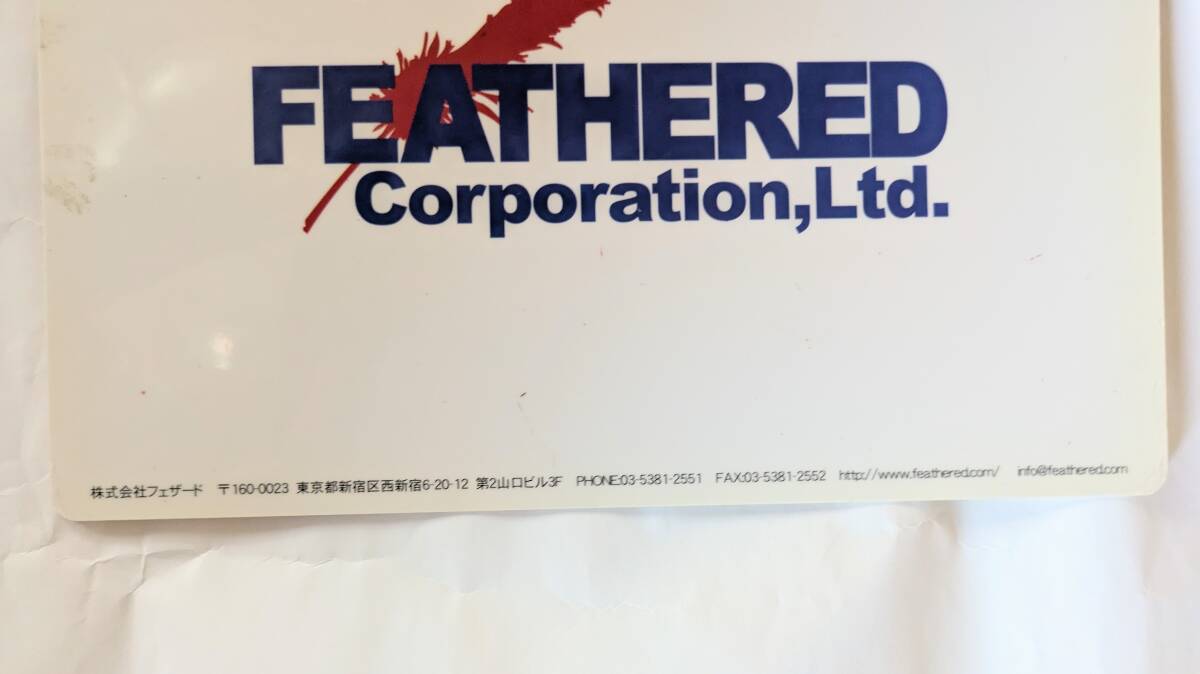 FEATHERED
Corporation,Ltd.
株式会社フェザード 〒160-0023 東京都新宿区西新宿6-20-12 第2山口ビル3F PHONE:03-5381-2551 FAX:03-5381-2552 http://www.feathered.com/ info@feathered.com